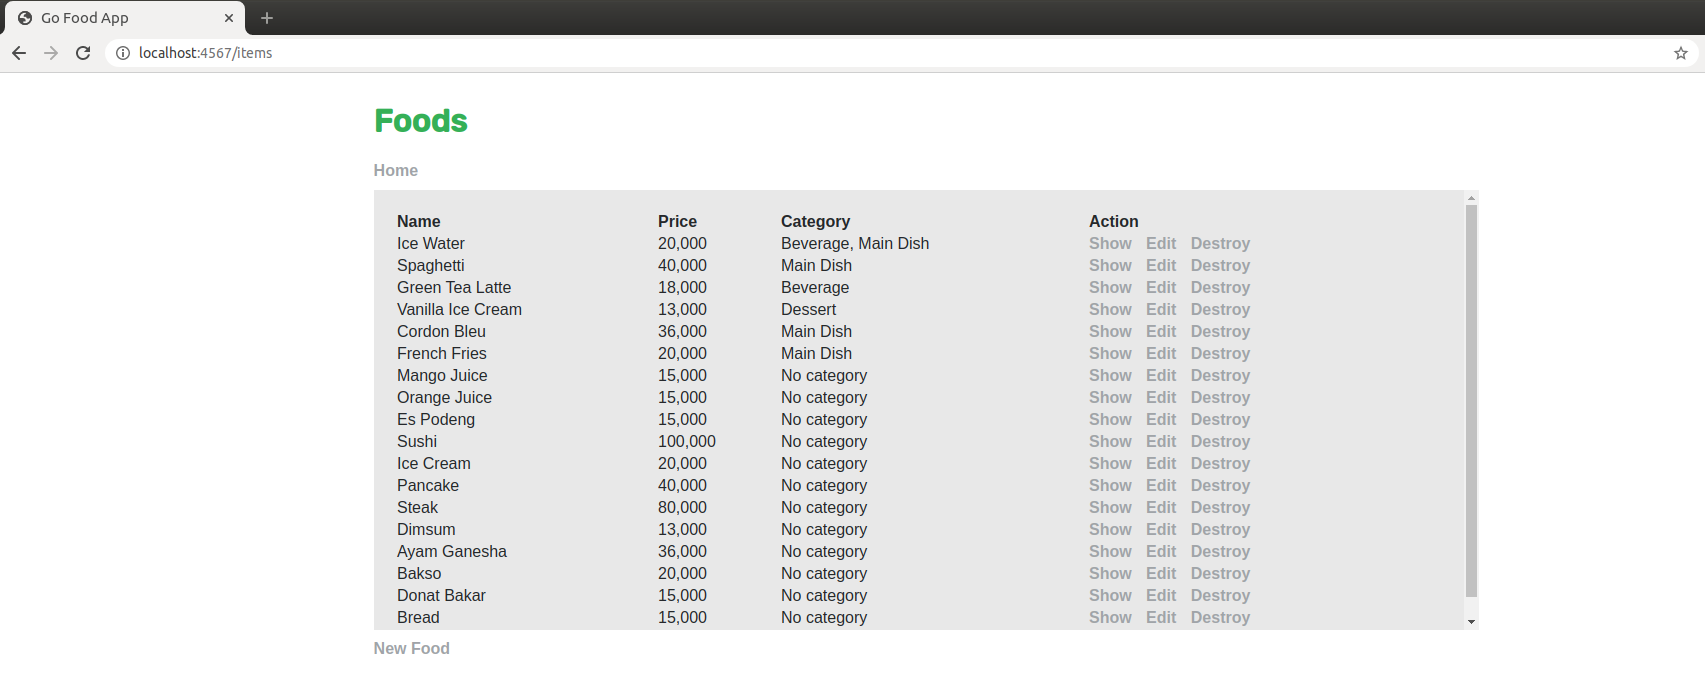 Go Food App
localhost:4567/items
Foods
Home
Name Price Category Action
Ice Water 20,000 Beverage, Main Dish Show Edit Destroy
Spaghetti 40,000 Main Dish Show Edit Destroy
Green Tea Latte 18,000 Beverage Show Edit Destroy
Vanilla Ice Cream 13,000 Dessert Show Edit Destroy
Cordon Bleu 36,000 Main Dish Show Edit Destroy
French Fries 20,000 Main Dish Show Edit Destroy
Mango Juice 15,000 No category Show Edit Destroy
Orange Juice 15,000 No category Show Edit Destroy
Es Podeng 15,000 No category Show Edit Destroy
Sushi 100,000 No category Show Edit Destroy
Ice Cream 20,000 No category Show Edit Destroy
Pancake 40,000 No category Show Edit Destroy
Steak 80,000 No category Show Edit Destroy
Dimsum 13,000 No category Show Edit Destroy
Ayam Ganesha 36,000 No category Show Edit Destroy
Bakso 20,000 No category Show Edit Destroy
Donat Bakar 15,000 No category Show Edit Destroy
Bread 15,000 No category Show Edit Destroy
New Food